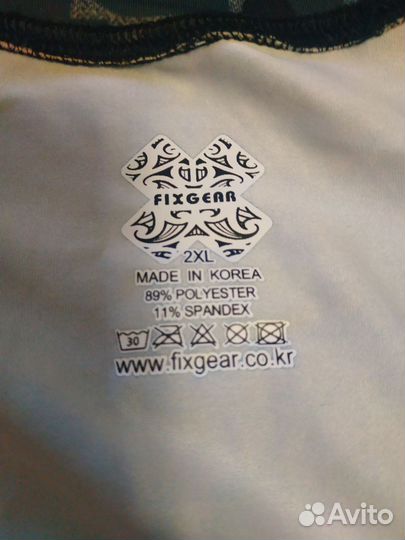 FIXGEAR
2XL
MADE IN KOREA
89% POLYESTER
11% SPANDEX
30
www.fixgear.co.kr
Avito